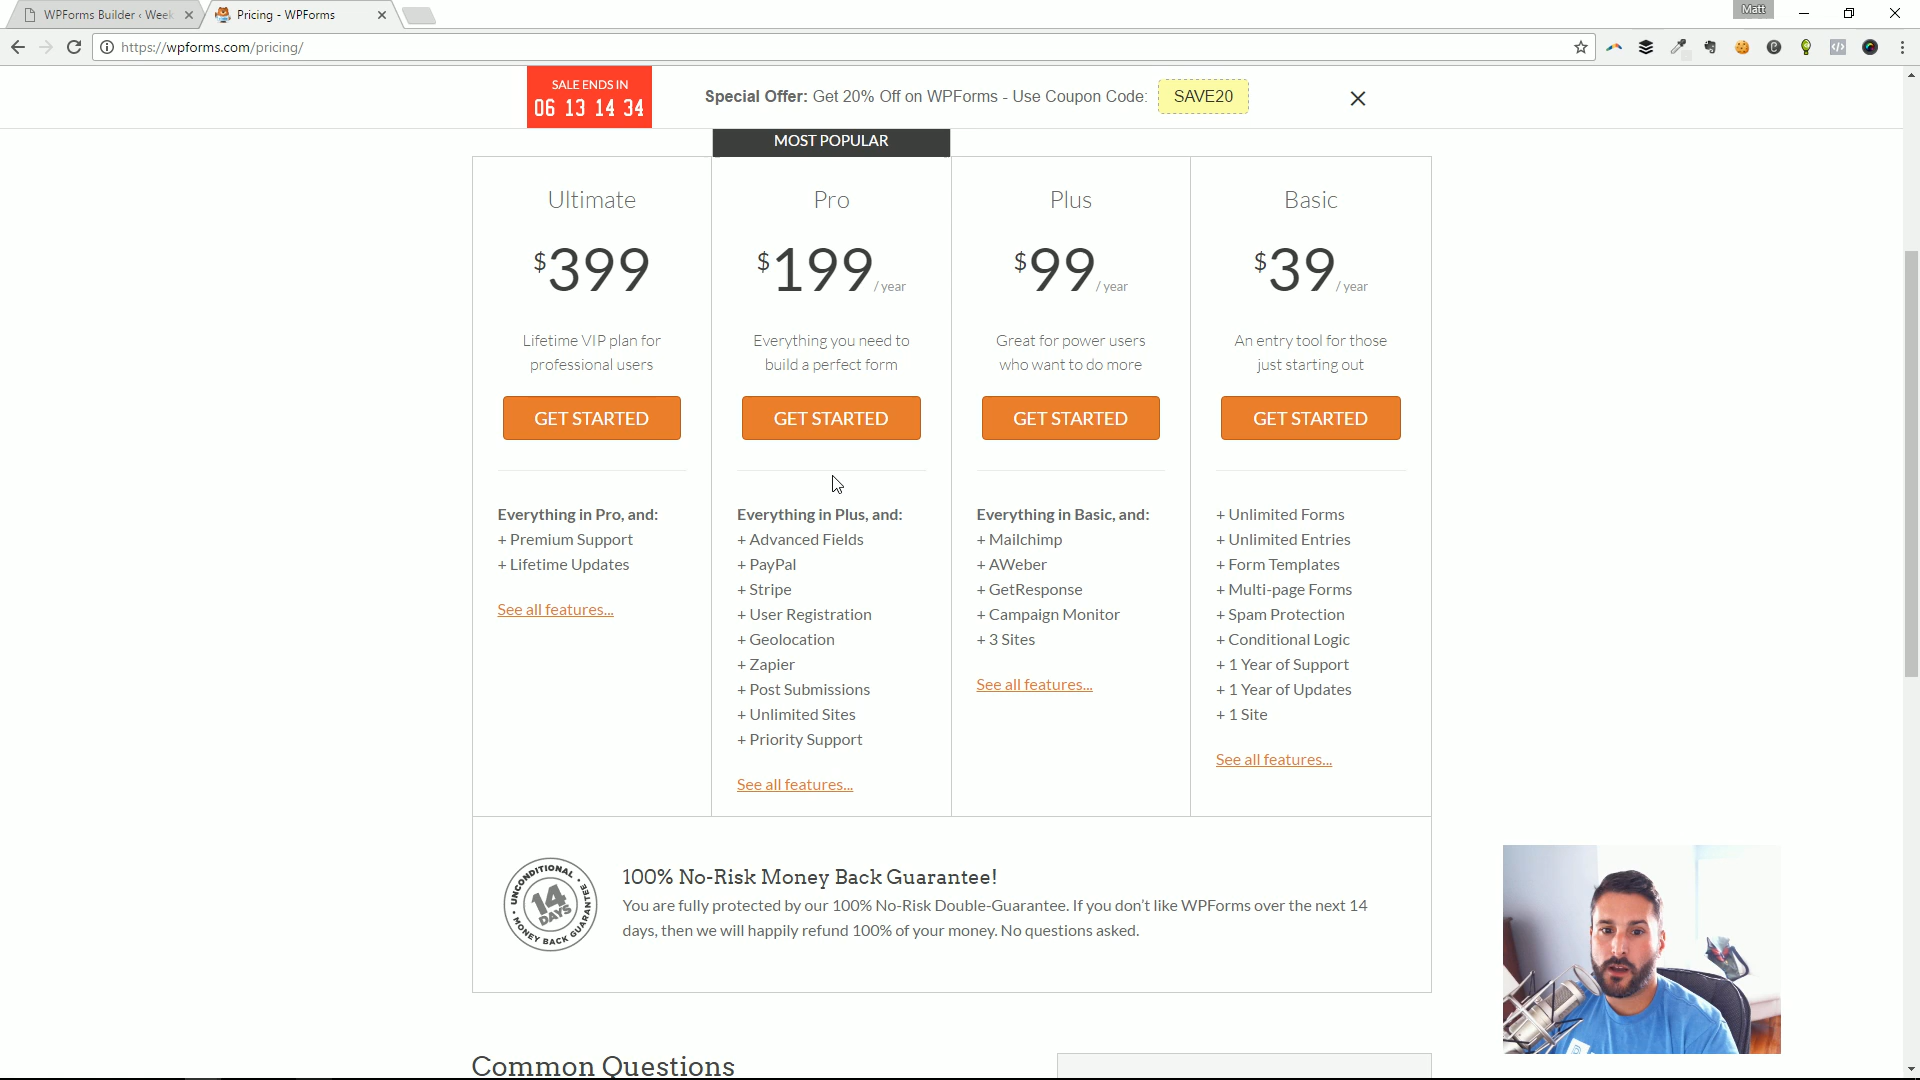 WPForms Builder ‹ Week
Pricing - WPForms
Matt
https://wpforms.com/pricing/
SALE ENDS IN
06 13 14 34
Special Offer: Get 20% Off on WPForms - Use Coupon Code: SAVE20
MOST POPULAR
Ultimate
$399
Lifetime VIP plan for
professional users
GET STARTED
Everything in Pro, and:
+ Premium Support
+ Lifetime Updates
See all features...
Pro
$199 / year
Everything you need to
build a perfect form
GET STARTED
Everything in Plus, and:
+ Advanced Fields
+ PayPal
+ Stripe
+ User Registration
+ Geolocation
+ Zapier
+ Post Submissions
+ Unlimited Sites
+ Priority Support
See all features...
Plus
$99 / year
Great for power users
who want to do more
GET STARTED
Everything in Basic, and:
+ Mailchimp
+ AWeber
+ GetResponse
+ Campaign Monitor
+ 3 Sites
See all features...
Basic
$39 / year
An entry tool for those
just starting out
GET STARTED
+ Unlimited Forms
+ Unlimited Entries
+ Form Templates
+ Multi-page Forms
+ Spam Protection
+ Conditional Logic
+ 1 Year of Support
+ 1 Year of Updates
+ 1 Site
See all features...
UNCONDITIONAL
14
DAYS
MONEY BACK GUARANTEE
100% No-Risk Money Back Guarantee!
You are fully protected by our 100% No-Risk Double-Guarantee. If you don't like WPForms over the next 14
days, then we will happily refund 100% of your money. No questions asked.
Common Questions